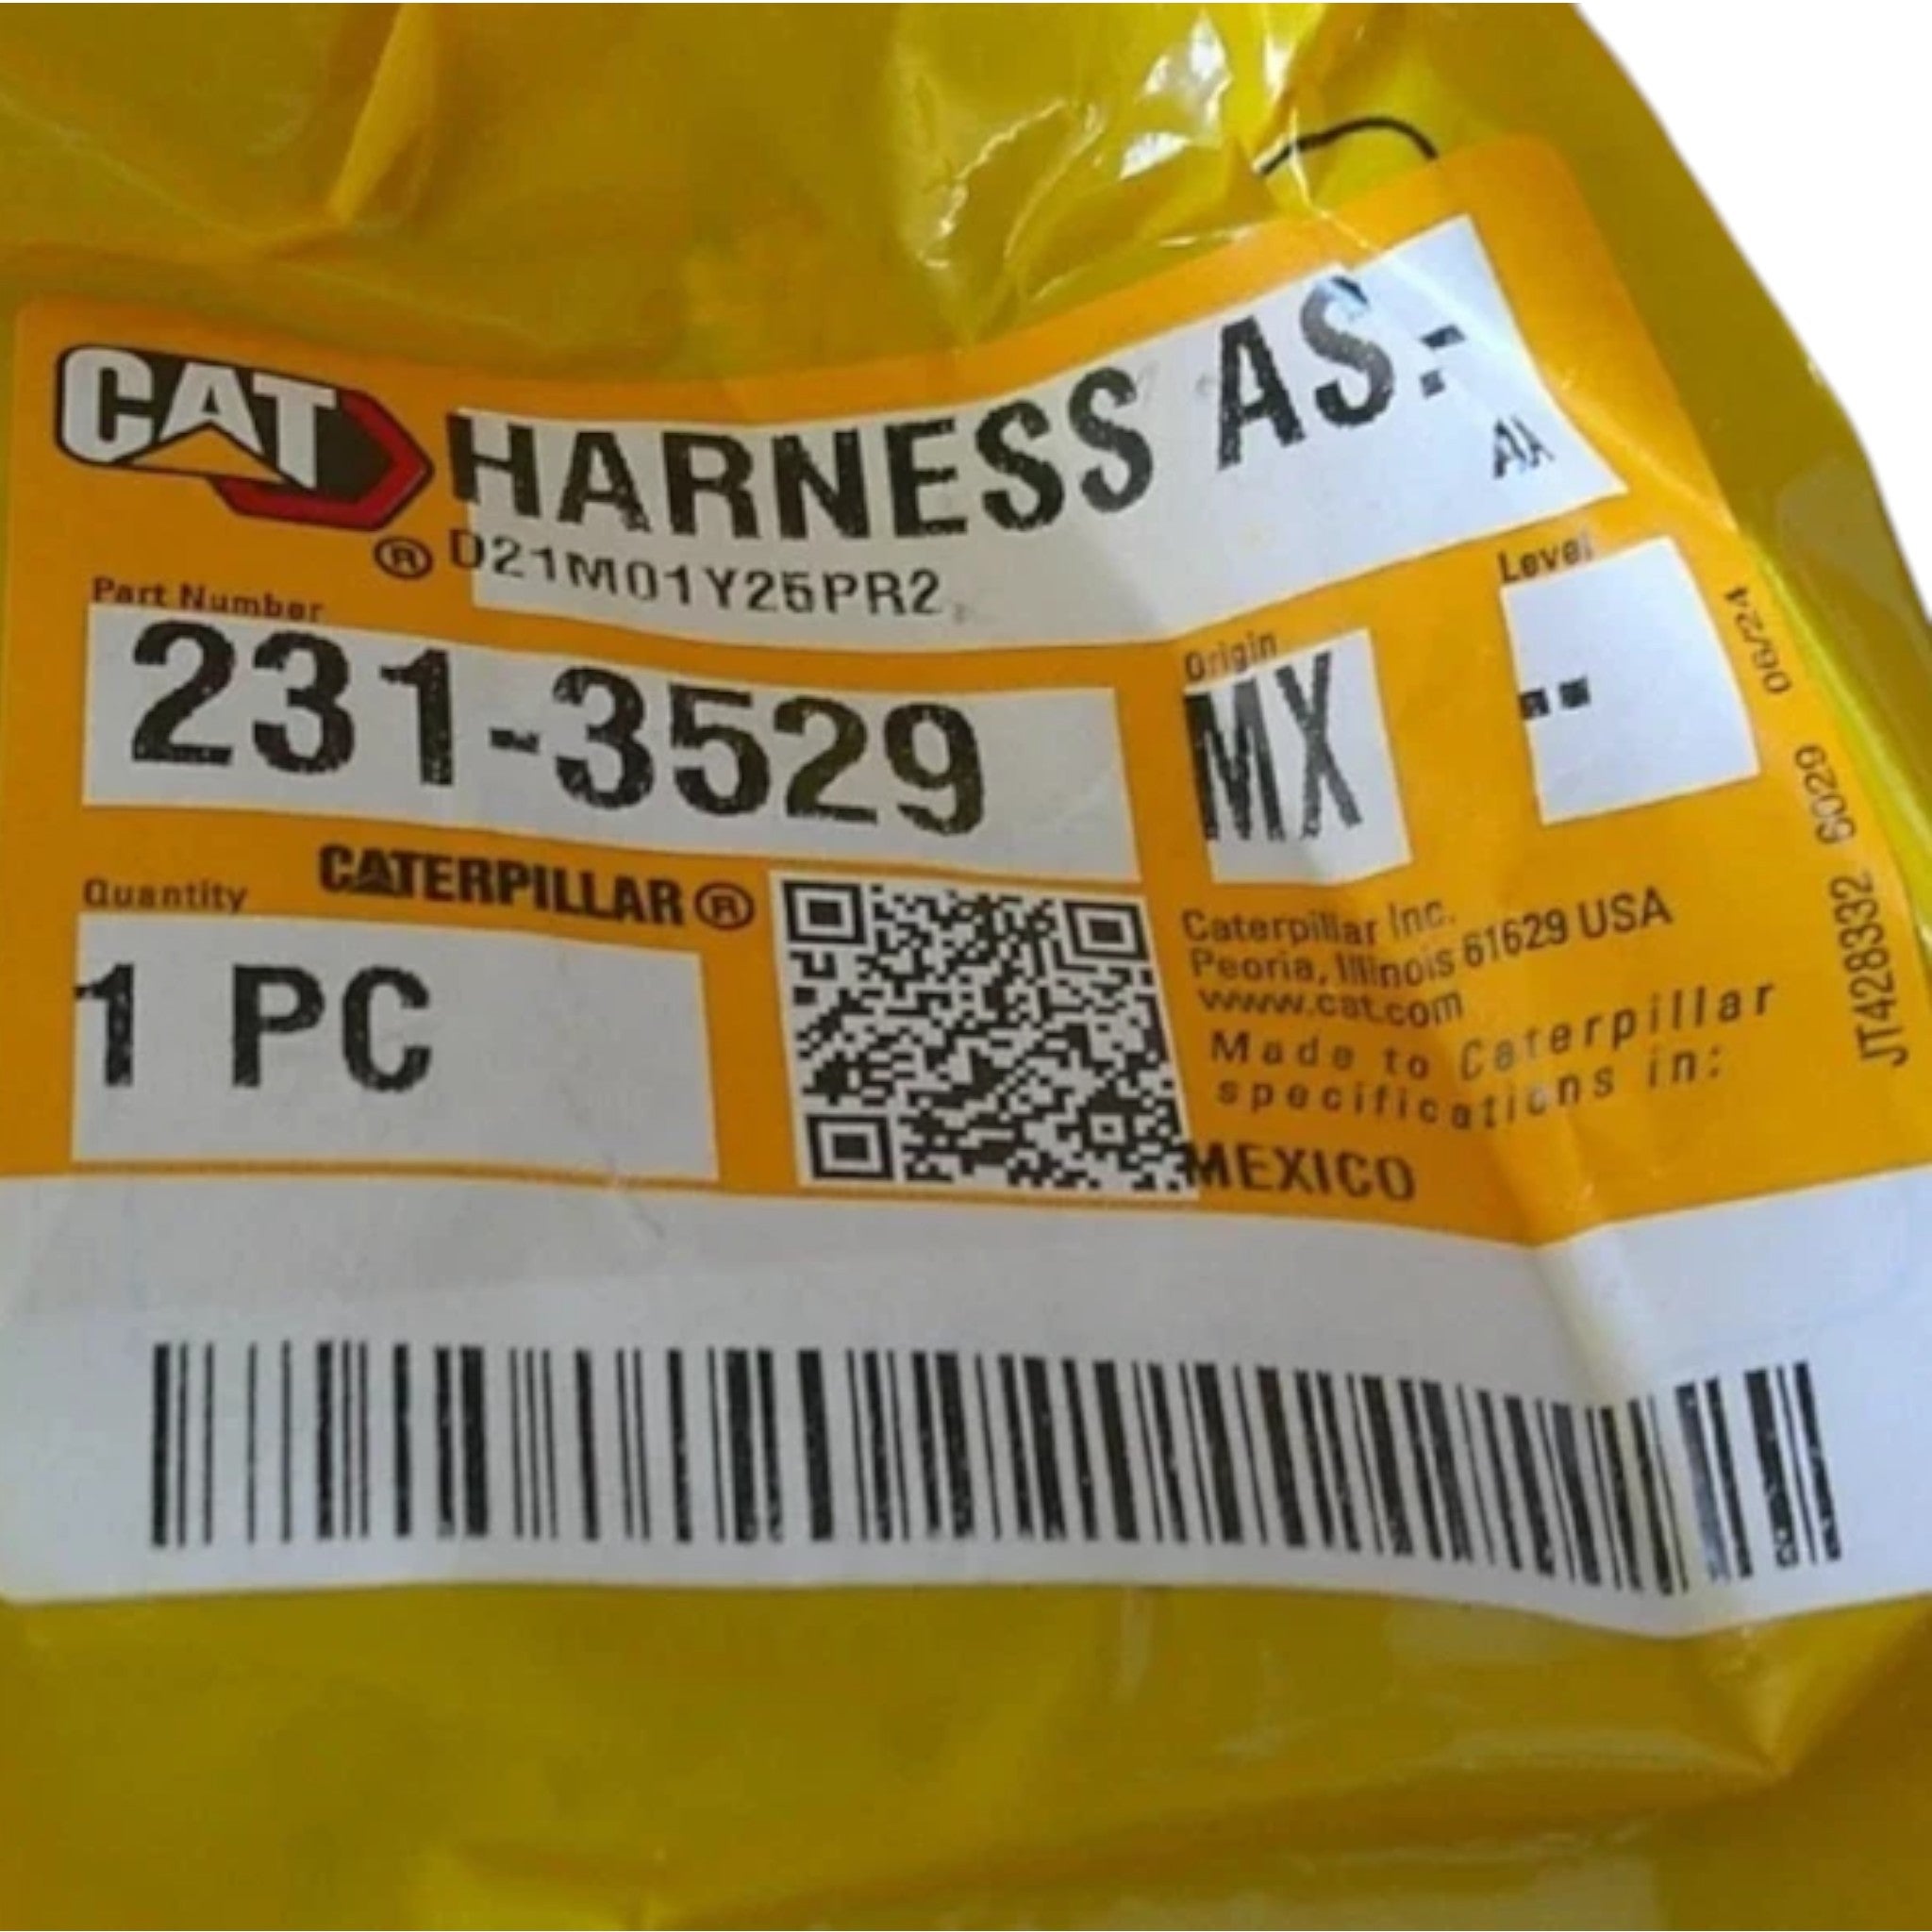 CAT ®
HARNESS AS.-
AA
D21M01Y25PR2
Part Number
231-3529
Origin
MX
Level
--
Quantity
1 PC
CATERPILLAR ®
Caterpillar Inc.
Peoria, Illinois 61629 USA
www.cat.com
Made to Caterpillar
specifications in:
MEXICO
JT428332 6029 06/24